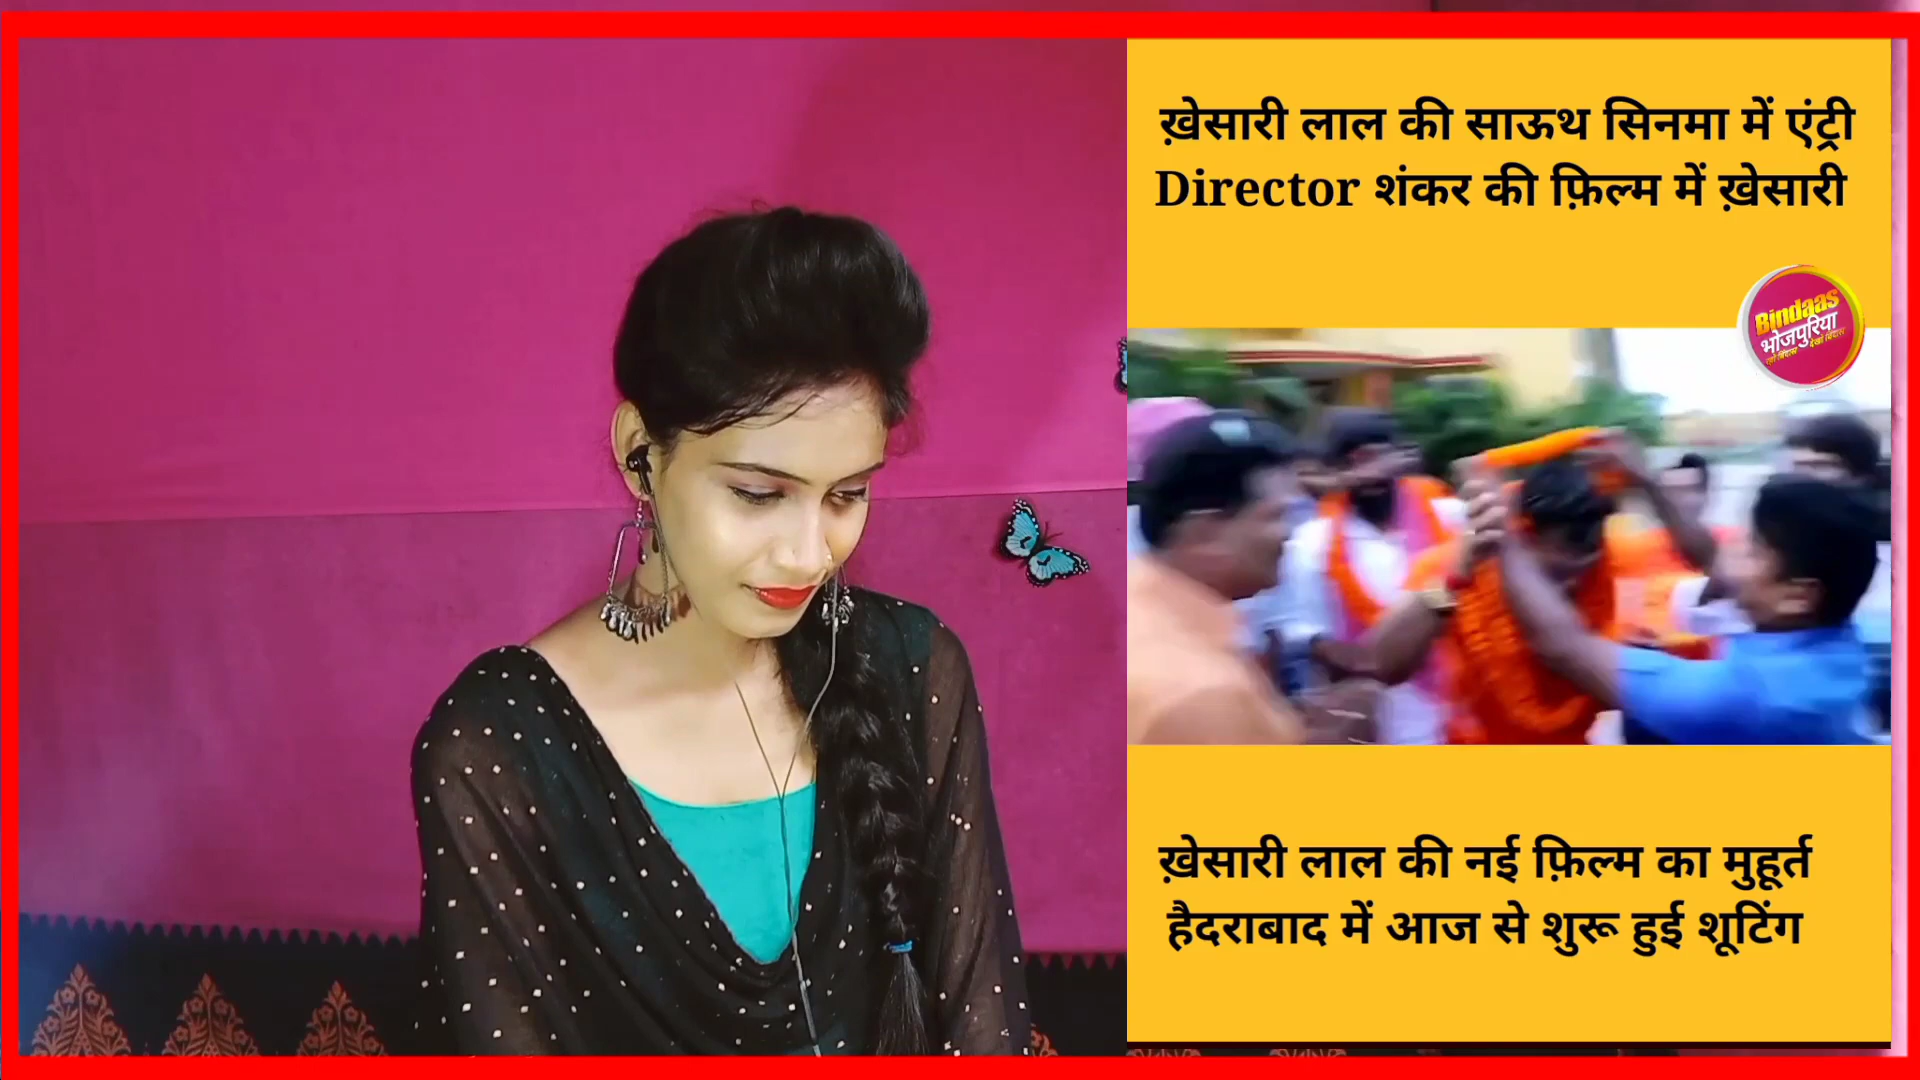 ख़ेसारी लाल की साऊथ सिनमा में एंट्री
Director शंकर की फ़िल्म में ख़ेसारी
Bindaas
भोजपुरिया
ख़ेसारी लाल की नई फ़िल्म का मुहूर्त
हैदराबाद में आज से शुरू हुई शूटिंग